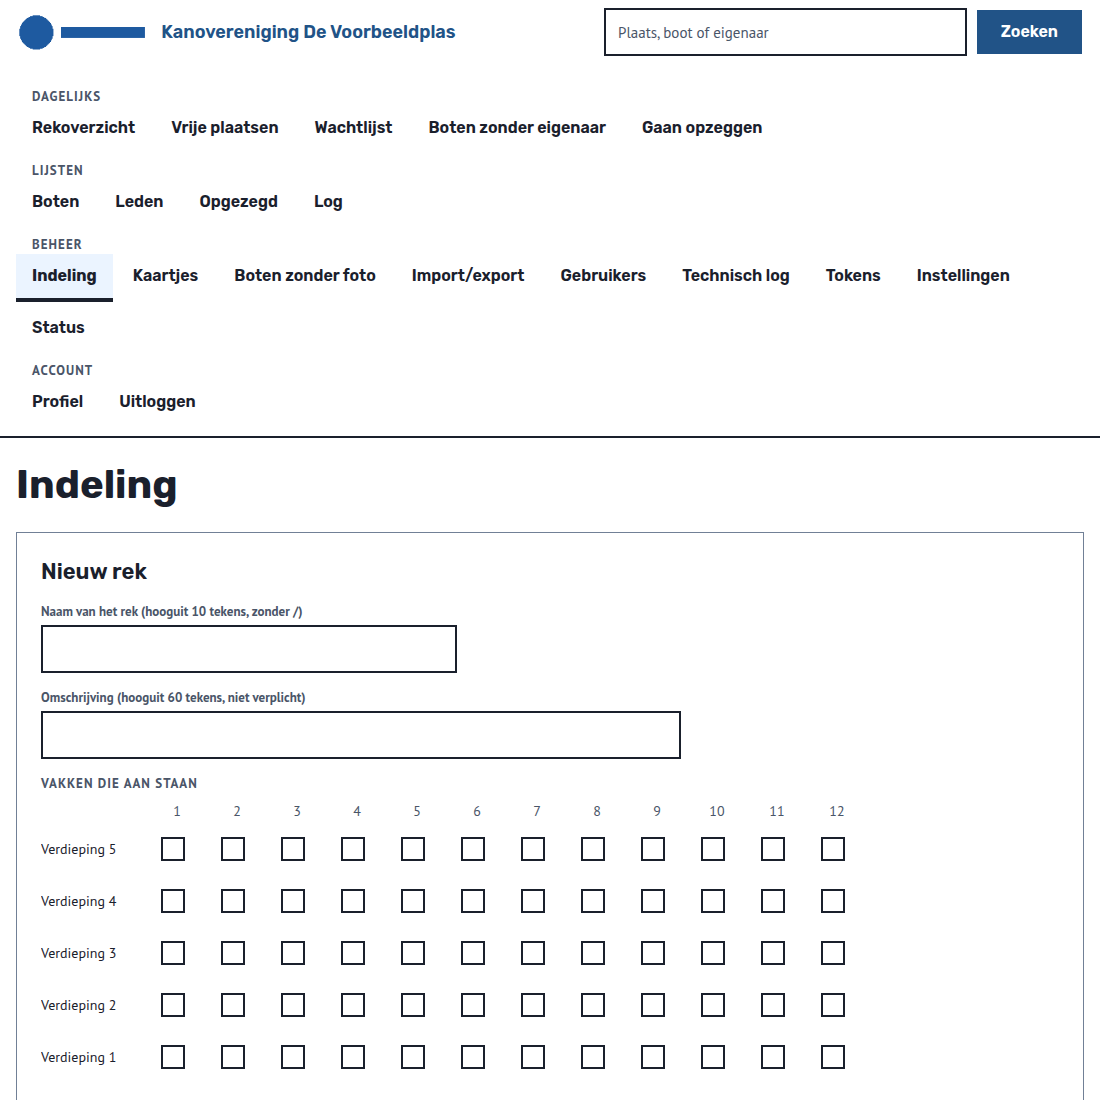 Kanovereniging De Voorbeeldplas
Plaats, boot of eigenaar
Zoeken
DAGELIJKS
Rekoverzicht Vrije plaatsen Wachtlijst Boten zonder eigenaar Gaan opzeggen
LIJSTEN
Boten Leden Opgezegd Log
BEHEER
Indeling Kaartjes Boten zonder foto Import/export Gebruikers Technisch log Tokens Instellingen
Status
ACCOUNT
Profiel Uitloggen
Indeling
Nieuw rek
Naam van het rek (hooguit 10 tekens, zonder /)
Omschrijving (hooguit 60 tekens, niet verplicht)
VAKKEN DIE AAN STAAN
1 2 3 4 5 6 7 8 9 10 11 12
Verdieping 5
Verdieping 4
Verdieping 3
Verdieping 2
Verdieping 1